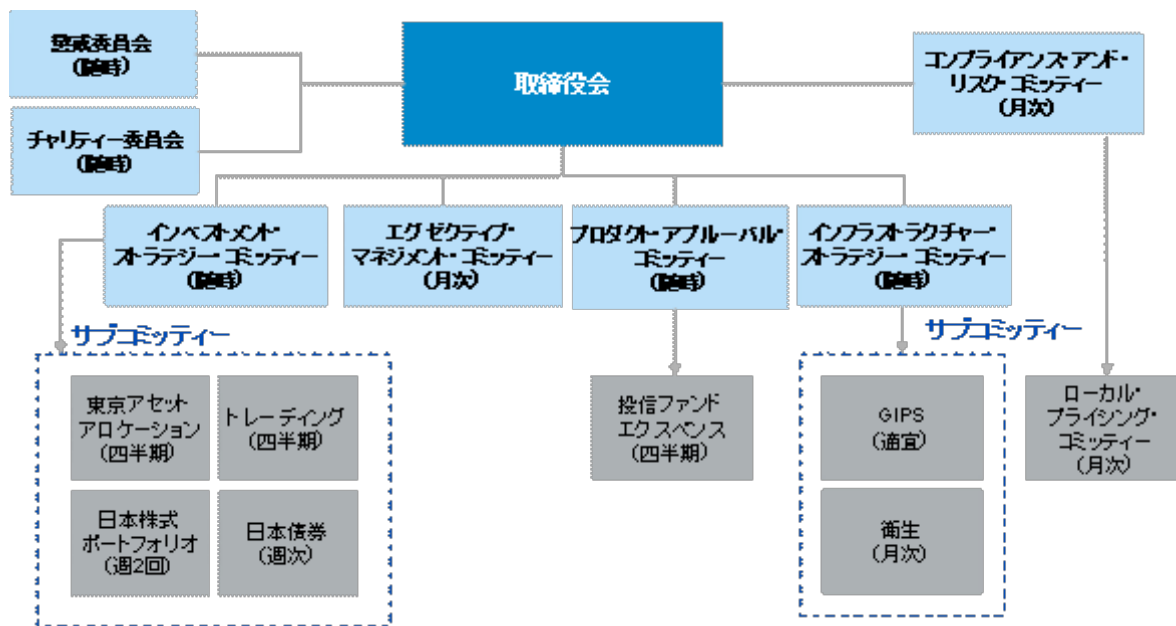 懲戒委員会
(臨時)
取締役会
コンプライアンス・アンド・
リスク・コミッティー
(月次)
チャリティー委員会
(臨時)
インベストメント・
ストラテジー・コミッティー
(臨時)
エグゼクティブ・
マネジメント・コミッティー
(月次)
プロダクト・アプルーバル・
コミッティー
(臨時)
インフラストラクチャー・
ストラテジー・コミッティー
(臨時)
サブコミッティー
サブコミッティー
東京アセット
アロケーション
(四半期)
トレーディング
(四半期)
日本株式
ポートフォリオ
(週2回)
日本債券
(週次)
投信ファンド
エクスペンス
(四半期)
GIPS
(適宜)
衛生
(月次)
ローカル・
プライシング・
コミッティー
(月次)